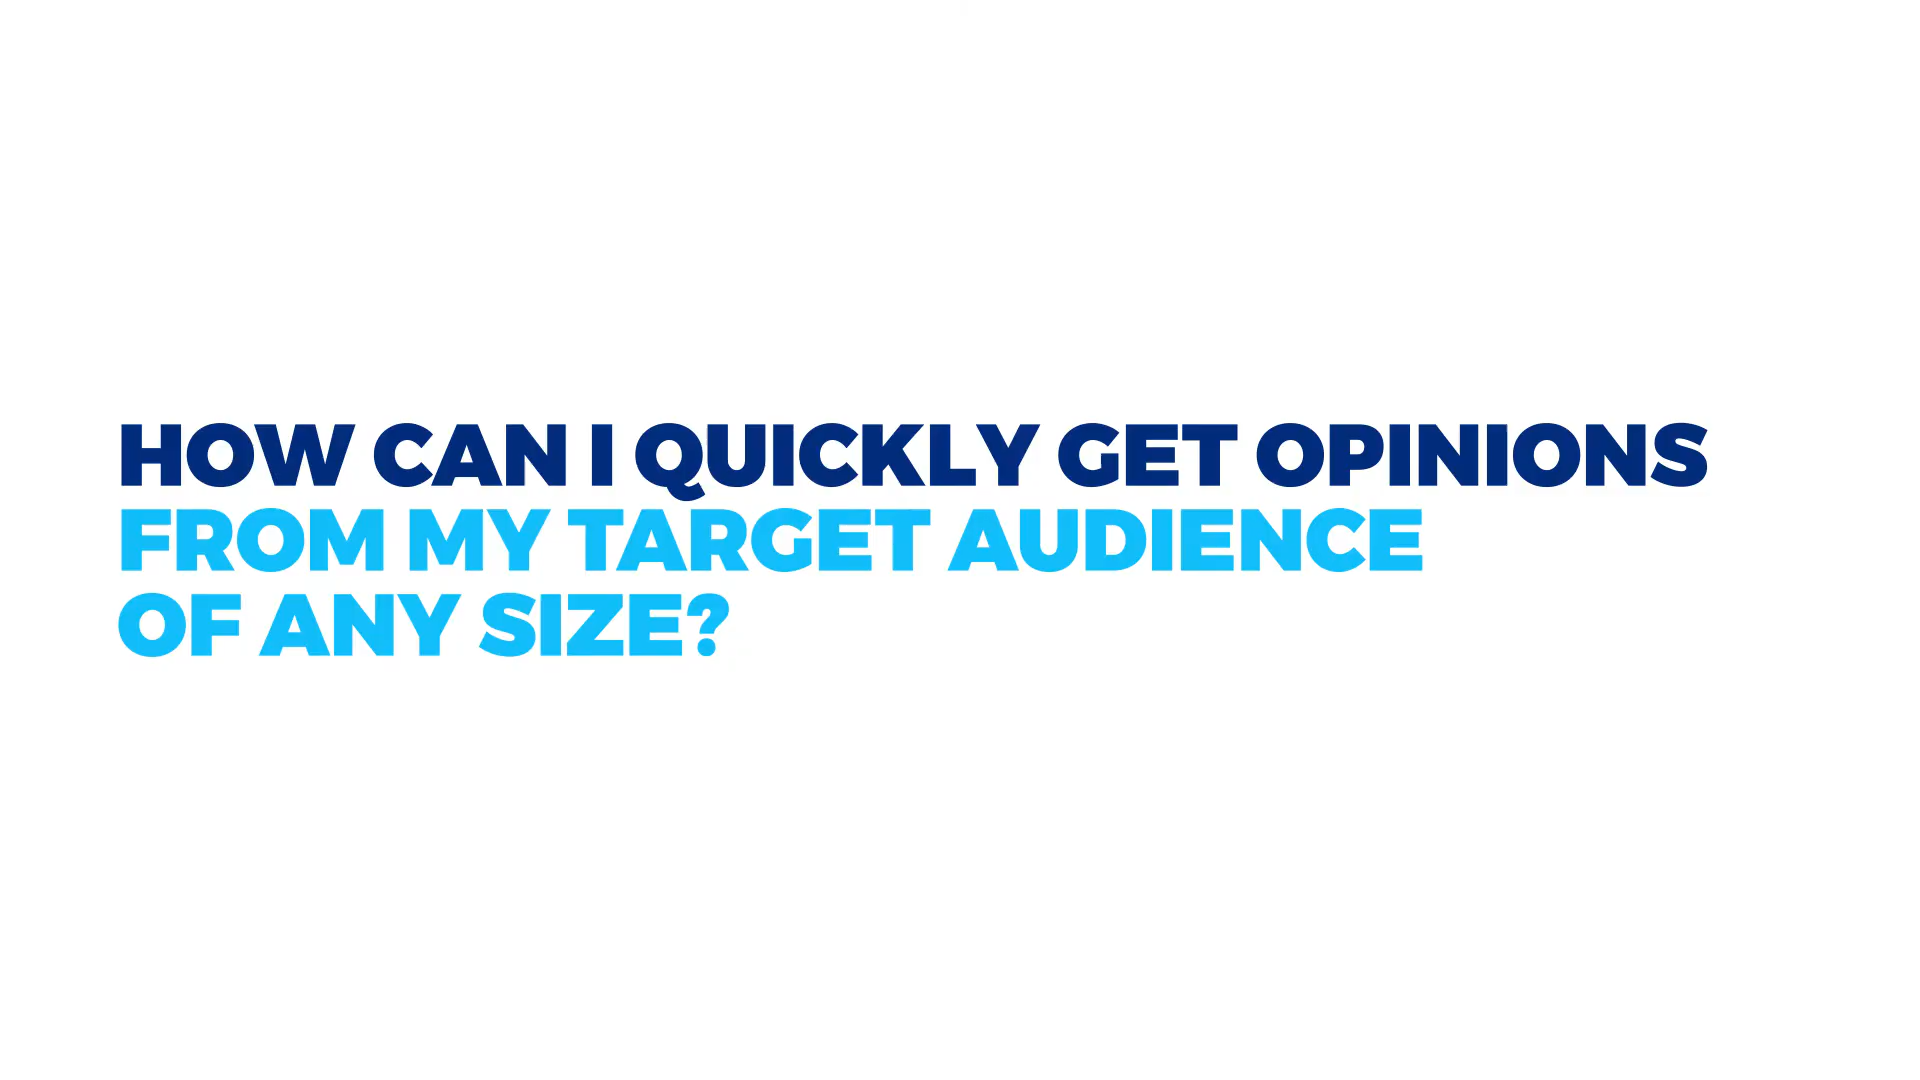 HOW CAN I QUICKLY GET OPINIONS
FROM MY TARGET AUDIENCE
OF ANY SIZE?